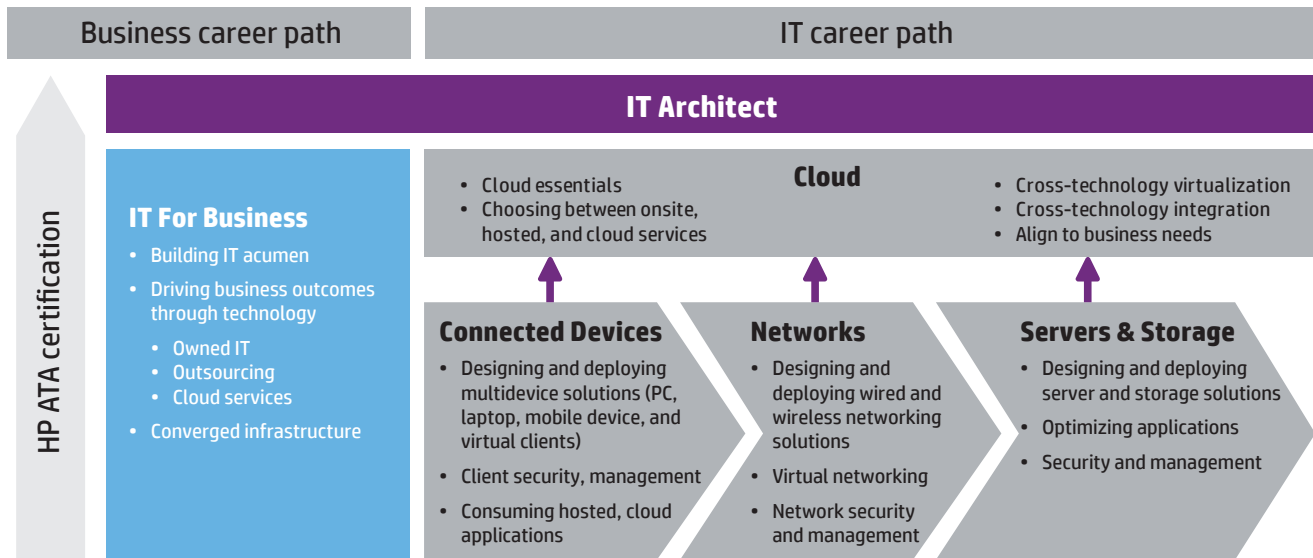 Business career path
IT career path
HP ATA certification
IT Architect
IT For Business
• Building IT acumen
• Driving business outcomes
through technology
• Owned IT
• Outsourcing
• Cloud services
• Converged infrastructure
Cloud
• Cloud essentials
• Choosing between onsite,
hosted, and cloud services
• Cross-technology virtualization
• Cross-technology integration
• Align to business needs
Connected Devices
• Designing and deploying
multidevice solutions (PC,
laptop, mobile device, and
virtual clients)
• Client security, management
• Consuming hosted, cloud
applications
Networks
• Designing and
deploying wired and
wireless networking
solutions
• Virtual networking
• Network security
and management
Servers & Storage
• Designing and deploying
server and storage solutions
• Optimizing applications
• Security and management